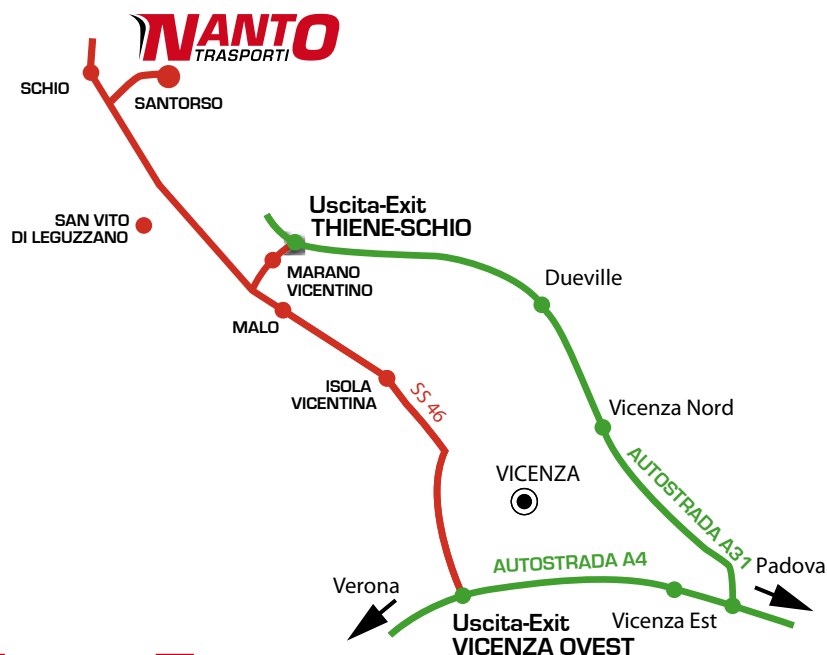 NANTO
TRASPORTI
SCHIO
SANTORSO
SAN VITO
DI LEGUZZANO
Uscita-Exit
THIENE-SCHIO
MARANO
VICENTINO
Dueville
MALO
ISOLA
VICENTINA
SS 46
Vicenza Nord
VICENZA
AUTOSTRADA A31
AUTOSTRADA A4
Padova
Verona
Uscita-Exit
VICENZA OVEST
Vicenza Est